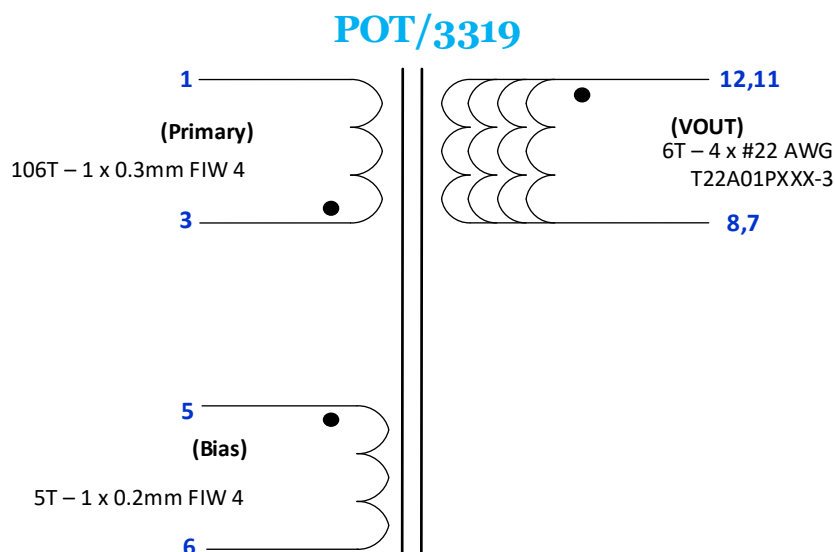 POT/3319
1
(Primary)
106T – 1 x 0.3mm FIW 4
3
12,11
(VOUT)
6T – 4 x #22 AWG
T22A01PXXX-3
8,7
5
(Bias)
5T – 1 x 0.2mm FIW 4
6